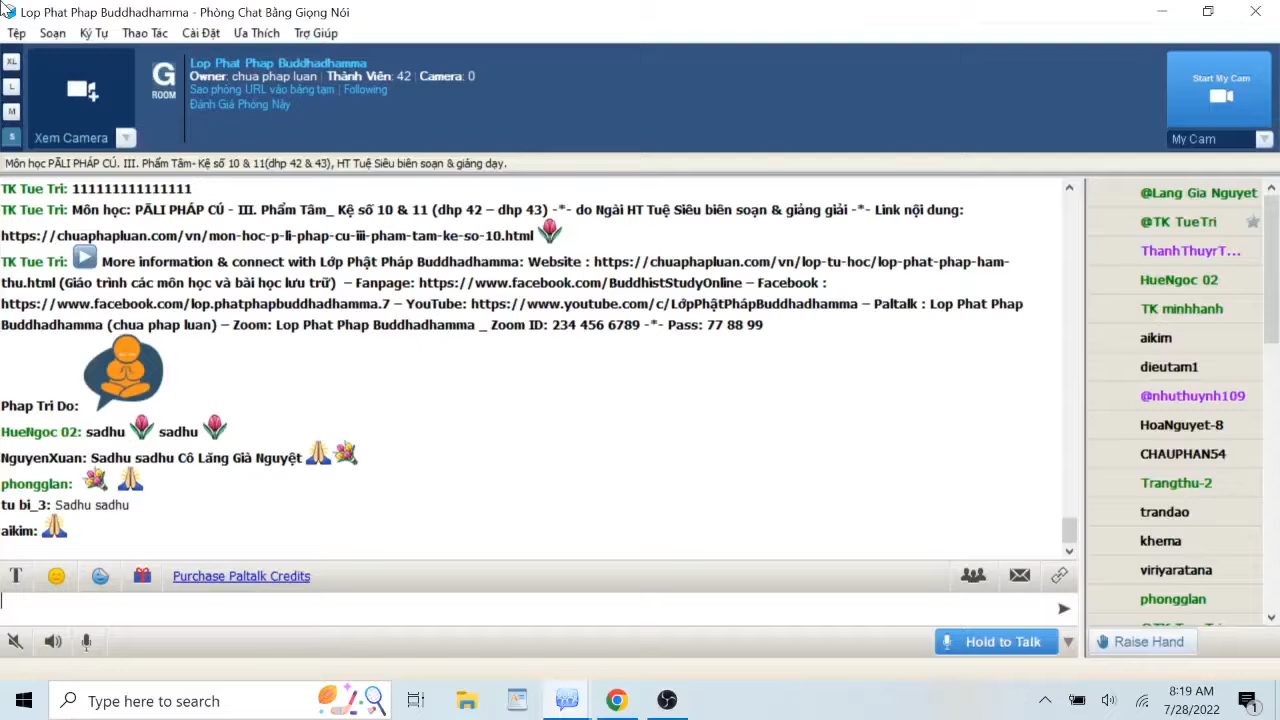 Lop Phat Phap Buddhadhamma - Phòng Chat Bằng Giọng Nói
Tệp Soạn Ký Tự Thao Tác Cài Đặt Ưa Thích Trợ Giúp
XL
L
M
S
Xem Camera
G
ROOM
Lop Phat Phap Buddhadhamma
Owner: chua phap luan | Thành Viên: 42 | Camera: 0
Sao phòng URL vào bảng tạm | Following
Đánh Giá Phòng Này
Start My Cam
My Cam
Môn học PĀLI PHÁP CÚ. III. Phẩm Tâm- Kệ số 10 & 11(dhp 42 & 43), HT Tuệ Siêu biên soạn & giảng dạy.
TK Tue Tri: 111111111111111
TK Tue Tri: Môn học: PĀLI PHÁP CÚ - III. Phẩm Tâm_ Kệ số 10 & 11 (dhp 42 – dhp 43) -*- do Ngài HT Tuệ Siêu biên soạn & giảng giải -*- Link nội dung:
https://chuaphapluan.com/vn/mon-hoc-p-li-phap-cu-iii-pham-tam-ke-so-10.html
TK Tue Tri: More information & connect with Lớp Phật Pháp Buddhadhamma: Website : https://chuaphapluan.com/vn/lop-tu-hoc/lop-phat-phap-ham-
thu.html (Giáo trình các môn học và bài học lưu trữ) – Fanpage: https://www.facebook.com/BuddhistStudyOnline – Facebook :
https://www.facebook.com/lop.phatphapbuddhadhamma.7 – YouTube: https://www.youtube.com/c/LớpPhậtPhápBuddhadhamma – Paltalk : Lop Phat Phap
Buddhadhamma (chua phap luan) – Zoom: Lop Phat Phap Buddhadhamma _ Zoom ID: 234 456 6789 -*- Pass: 77 88 99
Phap Tri Do:
HueNgoc 02: sadhu sadhu
NguyenXuan: Sadhu sadhu Cô Lăng Già Nguyệt
phongglan:
tu bi_3: Sadhu sadhu
aikim:
@Lang Gia Nguyet
@TK TueTri
ThanhThuyrT...
HueNgoc 02
TK minhhanh
aikim
dieutam1
@nhuthuynh109
HoaNguyet-8
CHAUPHAN54
Trangthu-2
trandao
khema
viriyaratana
phongglan
T
Purchase Paltalk Credits
Hold to Talk
Raise Hand
Type here to search
8:19 AM
7/28/2022
1